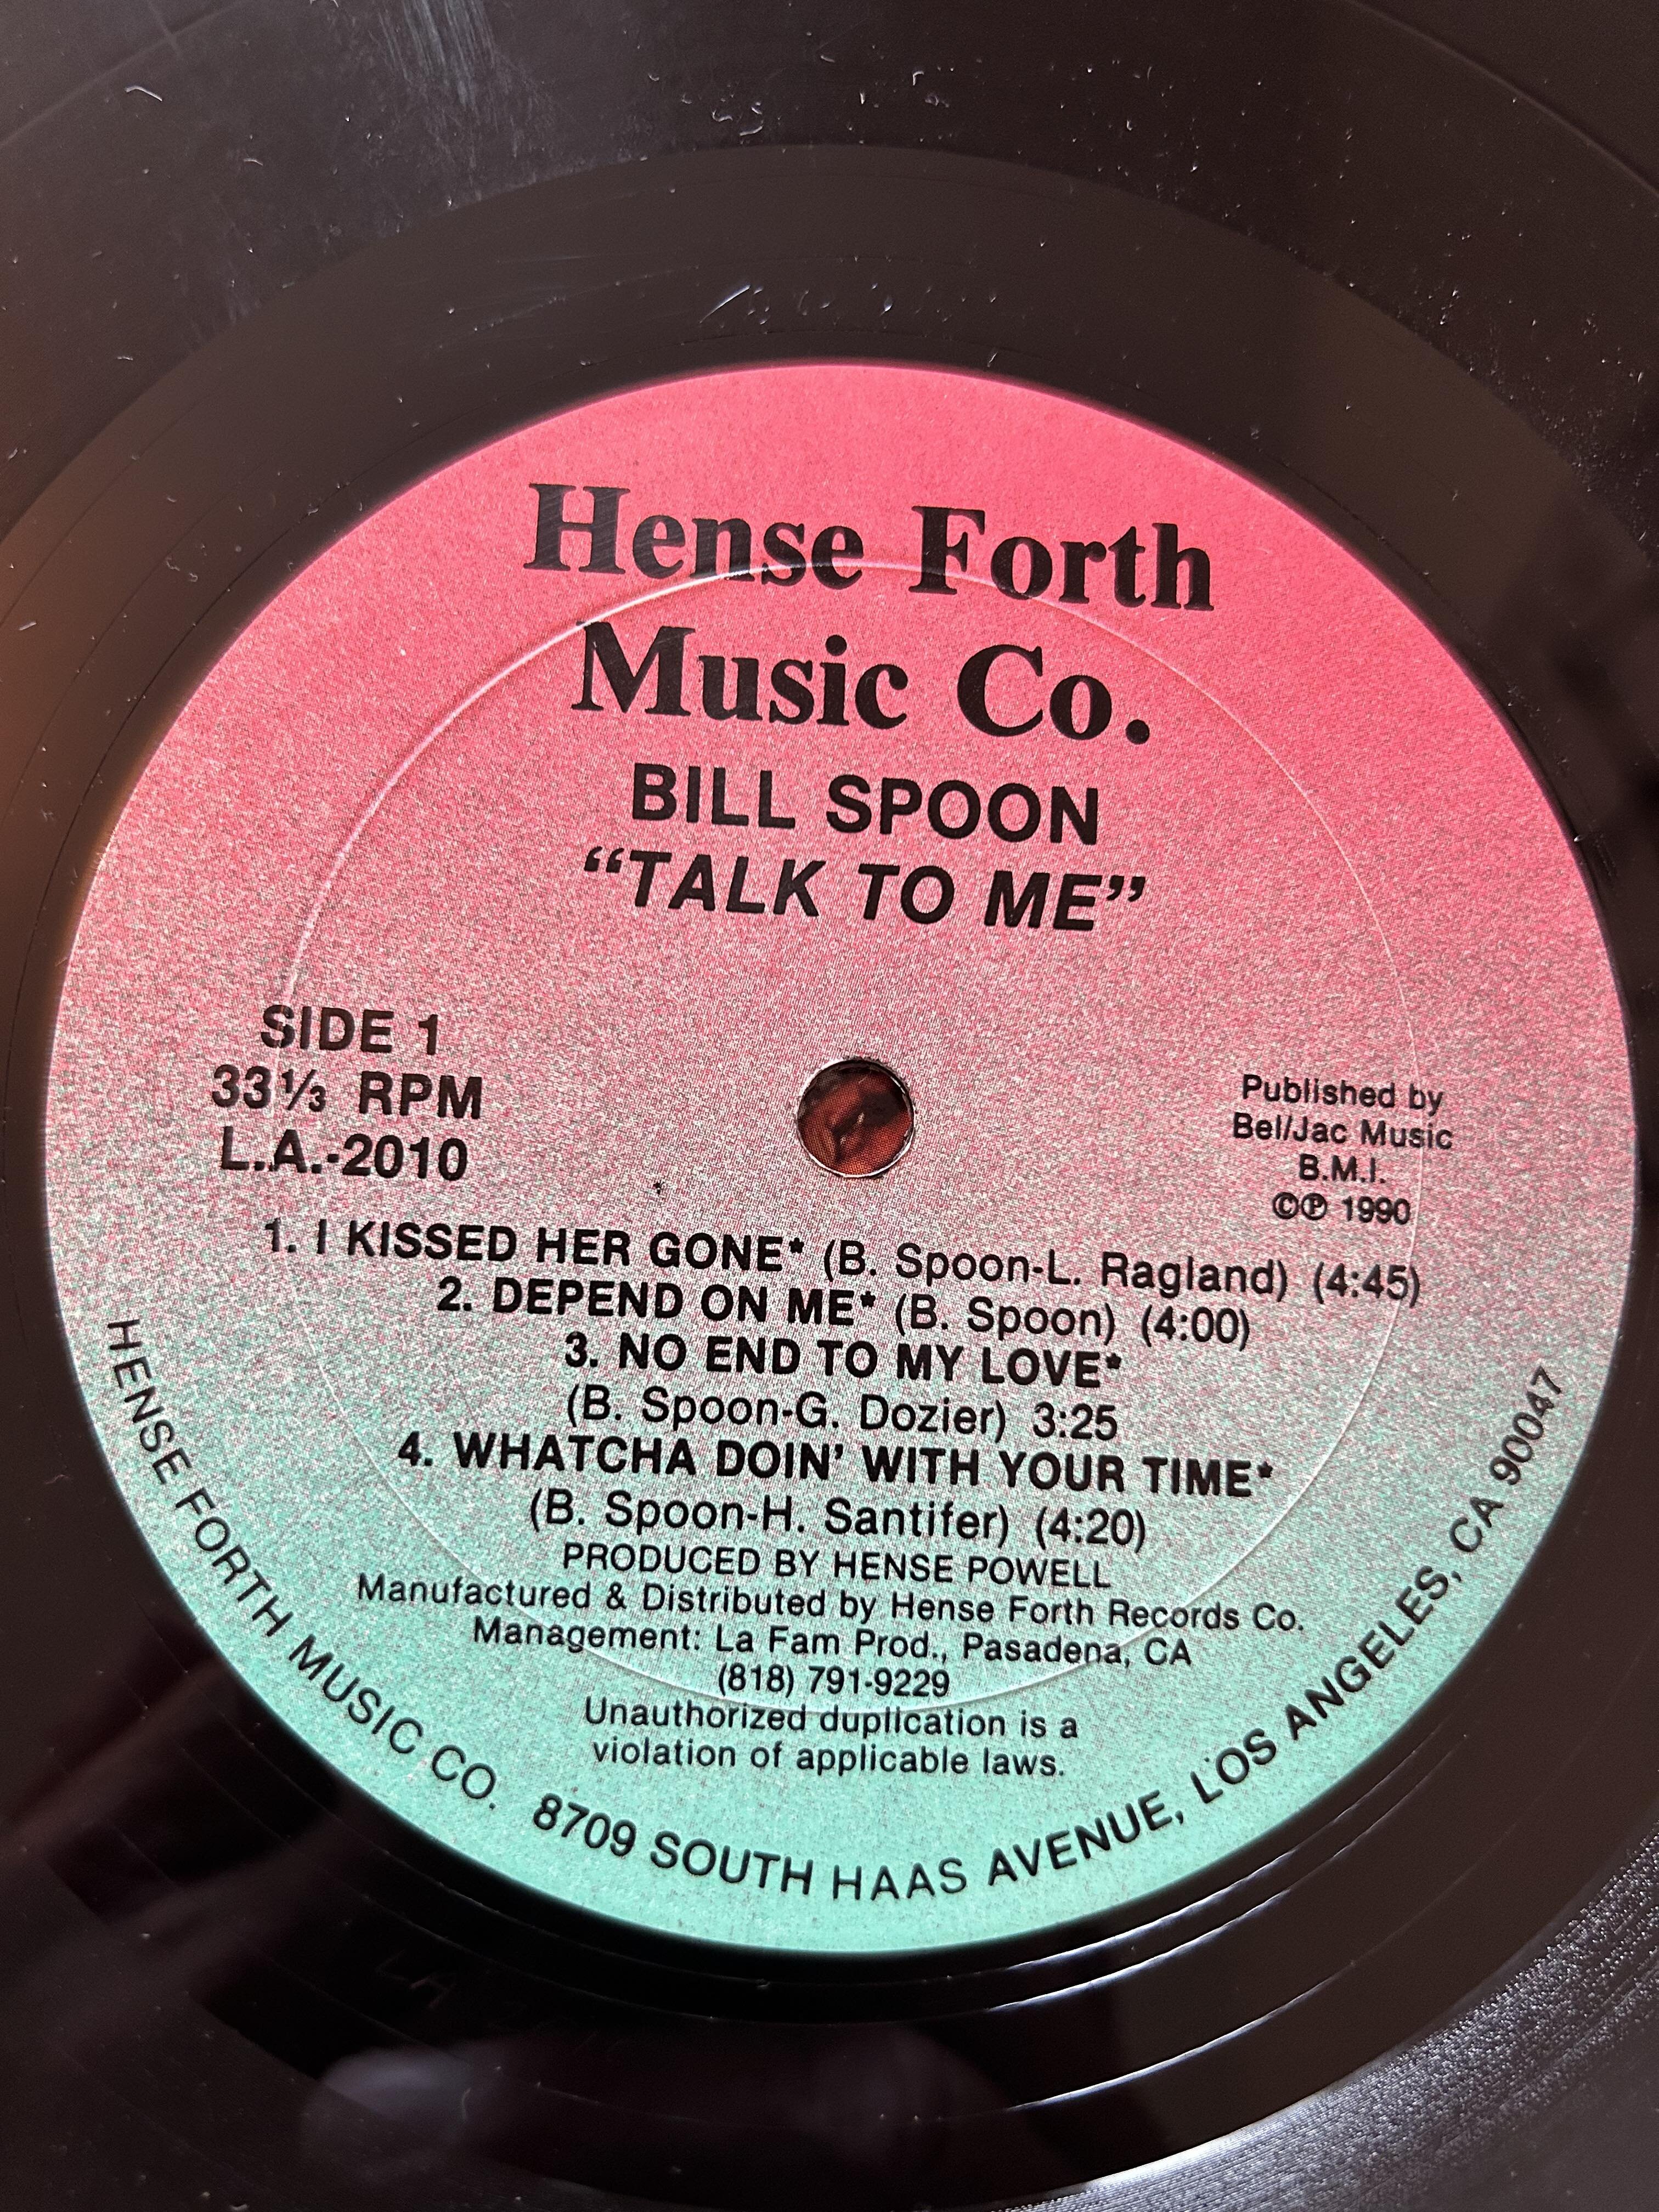 Hense Forth
Music Co.
BILL SPOON
“TALK TO ME”
SIDE 1
33⅓ RPM
L.A.-2010
Published by
Bel/Jac Music
B.M.I.
©℗ 1990
1. I KISSED HER GONE* (B. Spoon-L. Ragland) (4:45)
2. DEPEND ON ME* (B. Spoon) (4:00)
3. NO END TO MY LOVE*
(B. Spoon-G. Dozier) 3:25
4. WHATCHA DOIN’ WITH YOUR TIME*
(B. Spoon-H. Santifer) (4:20)
PRODUCED BY HENSE POWELL
Manufactured & Distributed by Hense Forth Records Co.
Management: La Fam Prod., Pasadena, CA
(818) 791-9229
Unauthorized duplication is a
violation of applicable laws.
HENSE FORTH MUSIC CO. 8709 SOUTH HAAS AVENUE, LOS ANGELES, CA 90047